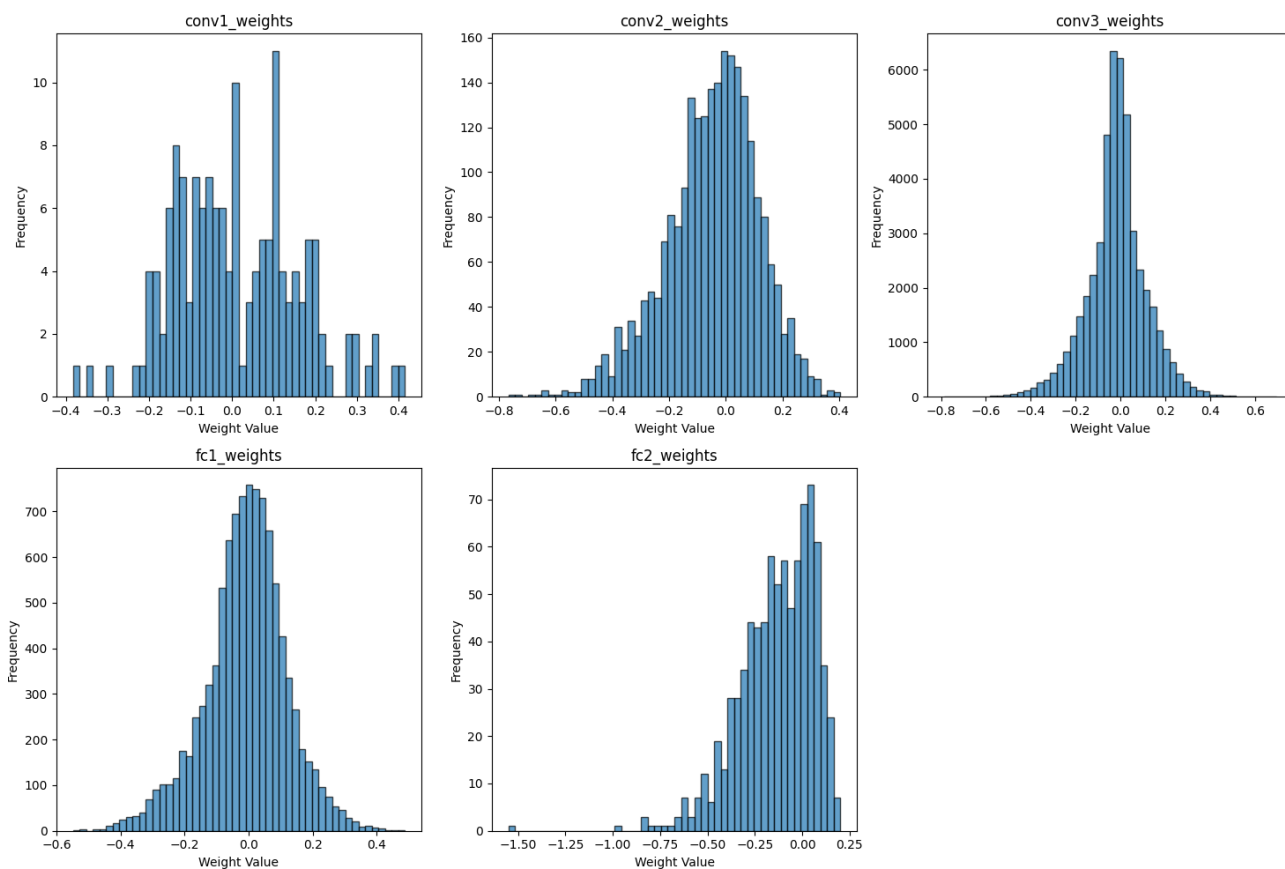 conv1_weights
Frequency
10
8
6
4
2
0
−0.4 −0.3 −0.2 −0.1 0.0 0.1 0.2 0.3 0.4
Weight Value
conv2_weights
Frequency
160
140
120
100
80
60
40
20
0
−0.8 −0.6 −0.4 −0.2 0.0 0.2 0.4
Weight Value
conv3_weights
Frequency
6000
5000
4000
3000
2000
1000
0
−0.8 −0.6 −0.4 −0.2 0.0 0.2 0.4 0.6
Weight Value
fc1_weights
Frequency
700
600
500
400
300
200
100
0
−0.6 −0.4 −0.2 0.0 0.2 0.4
Weight Value
fc2_weights
Frequency
70
60
50
40
30
20
10
0
−1.50 −1.25 −1.00 −0.75 −0.50 −0.25 0.00 0.25
Weight Value